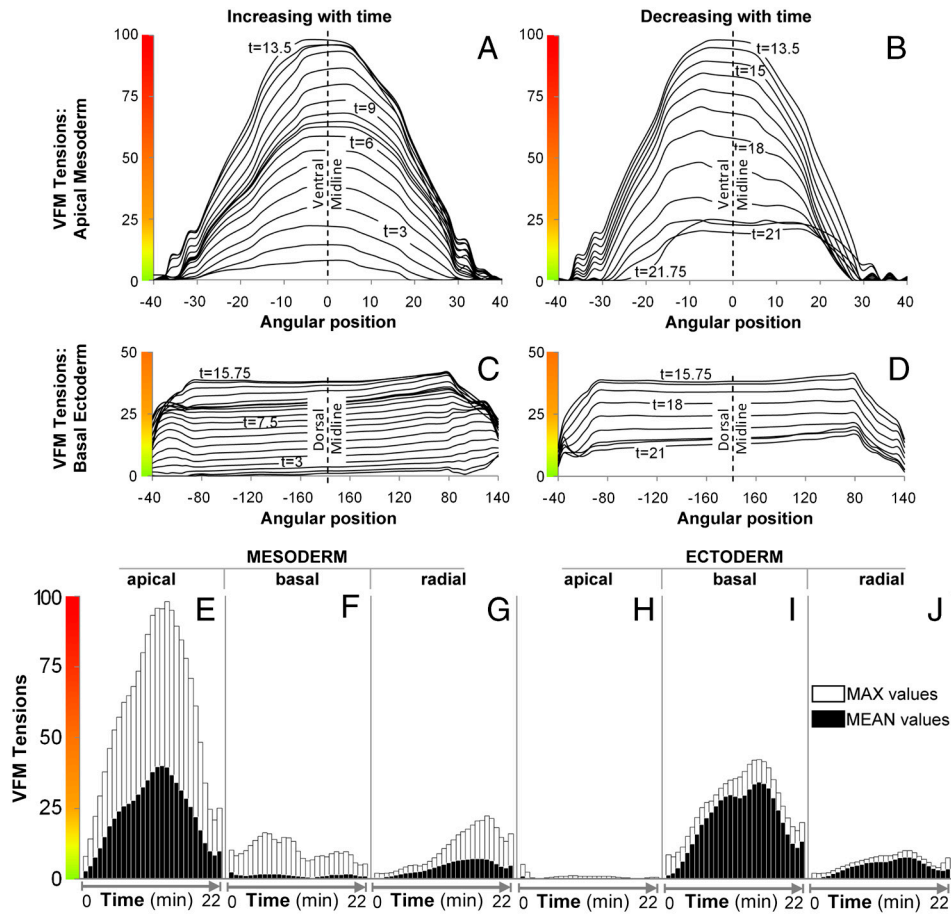 Increasing with time
Decreasing with time
VFM Tensions:
Apical Mesoderm
100
75
50
25
0
A
t=13.5
t=9
t=6
t=3
Ventral
Midline
-40 -30 -20 -10 0 10 20 30 40
Angular position
100
75
50
25
0
B
t=13.5
t=15
t=18
t=21
t=21.75
Ventral
Midline
-40 -30 -20 -10 0 10 20 30 40
Angular position
VFM Tensions:
Basal Ectoderm
50
25
0
C
t=15.75
t=7.5
t=3
Dorsal
Midline
-40 -80 -120 -160 160 120 80 140
Angular position
50
25
0
D
t=15.75
t=18
t=21
Dorsal
Midline
-40 -80 -120 -160 160 120 80 140
Angular position
MESODERM
ECTODERM
apical basal radial apical basal radial
VFM Tensions
100
75
50
25
0
E F G H I J
MAX values
MEAN values
0 Time (min) 22 0 Time (min) 22 0 Time (min) 22 0 Time (min) 22 0 Time (min) 22 0 Time (min) 22